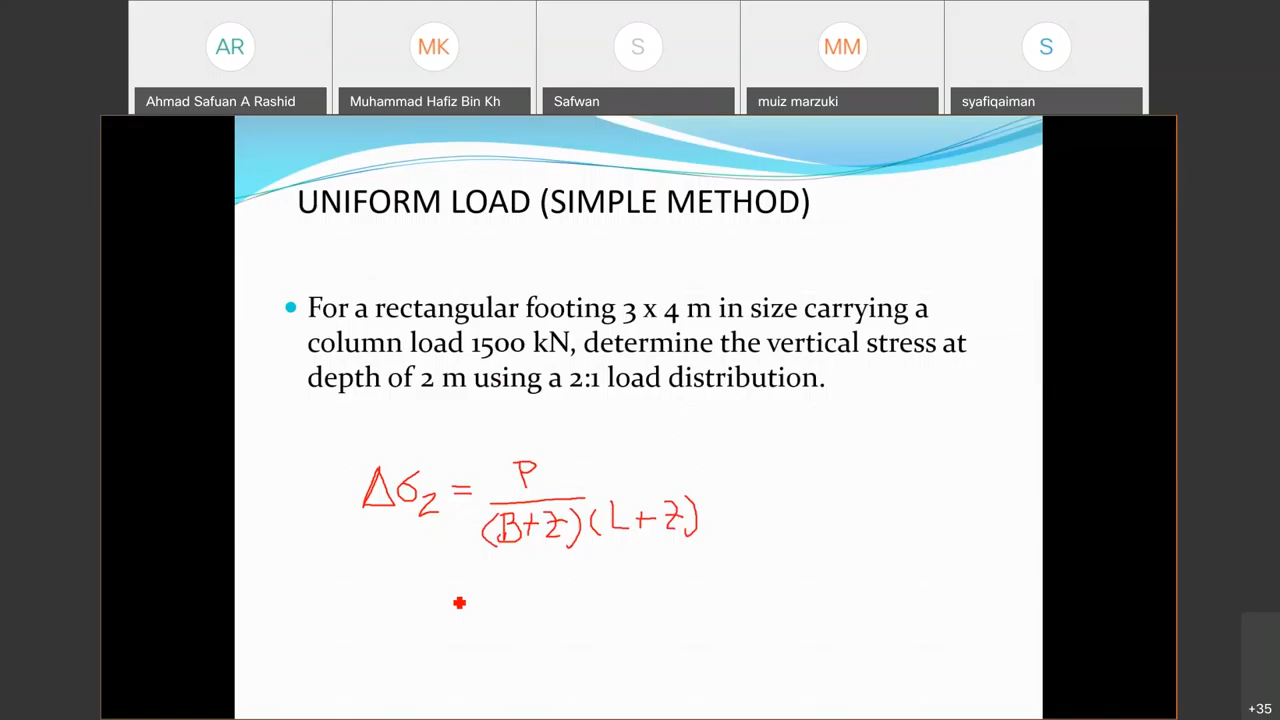 AR MK S MM S
Ahmad Safuan A Rashid Muhammad Hafiz Bin Kh Safwan muiz marzuki syafiqaiman
UNIFORM LOAD (SIMPLE METHOD)
• For a rectangular footing 3 x 4 m in size carrying a
column load 1500 kN, determine the vertical stress at
depth of 2 m using a 2:1 load distribution.
Δσz = P
(B+z)(L+z)
+35